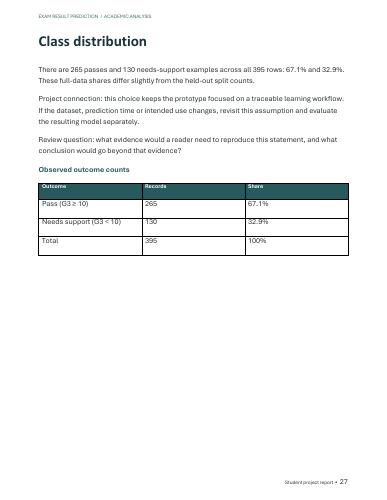 EXAM RESULT PREDICTION / ACADEMIC ANALYSIS
Class distribution
There are 265 passes and 130 needs-support examples across all 395 rows: 67.1% and 32.9%.
These full-data shares differ slightly from the held-out split counts.
Project connection: this choice keeps the prototype focused on a traceable learning workflow.
If the dataset, prediction time or intended use changes, revisit this assumption and evaluate
the resulting model separately.
Review question: what evidence would a reader need to reproduce this statement, and what
conclusion would go beyond that evidence?
Observed outcome counts
Outcome Records Share
Pass (G3 ≥ 10) 265 67.1%
Needs support (G3 < 10) 130 32.9%
Total 395 100%
Student project report • 27